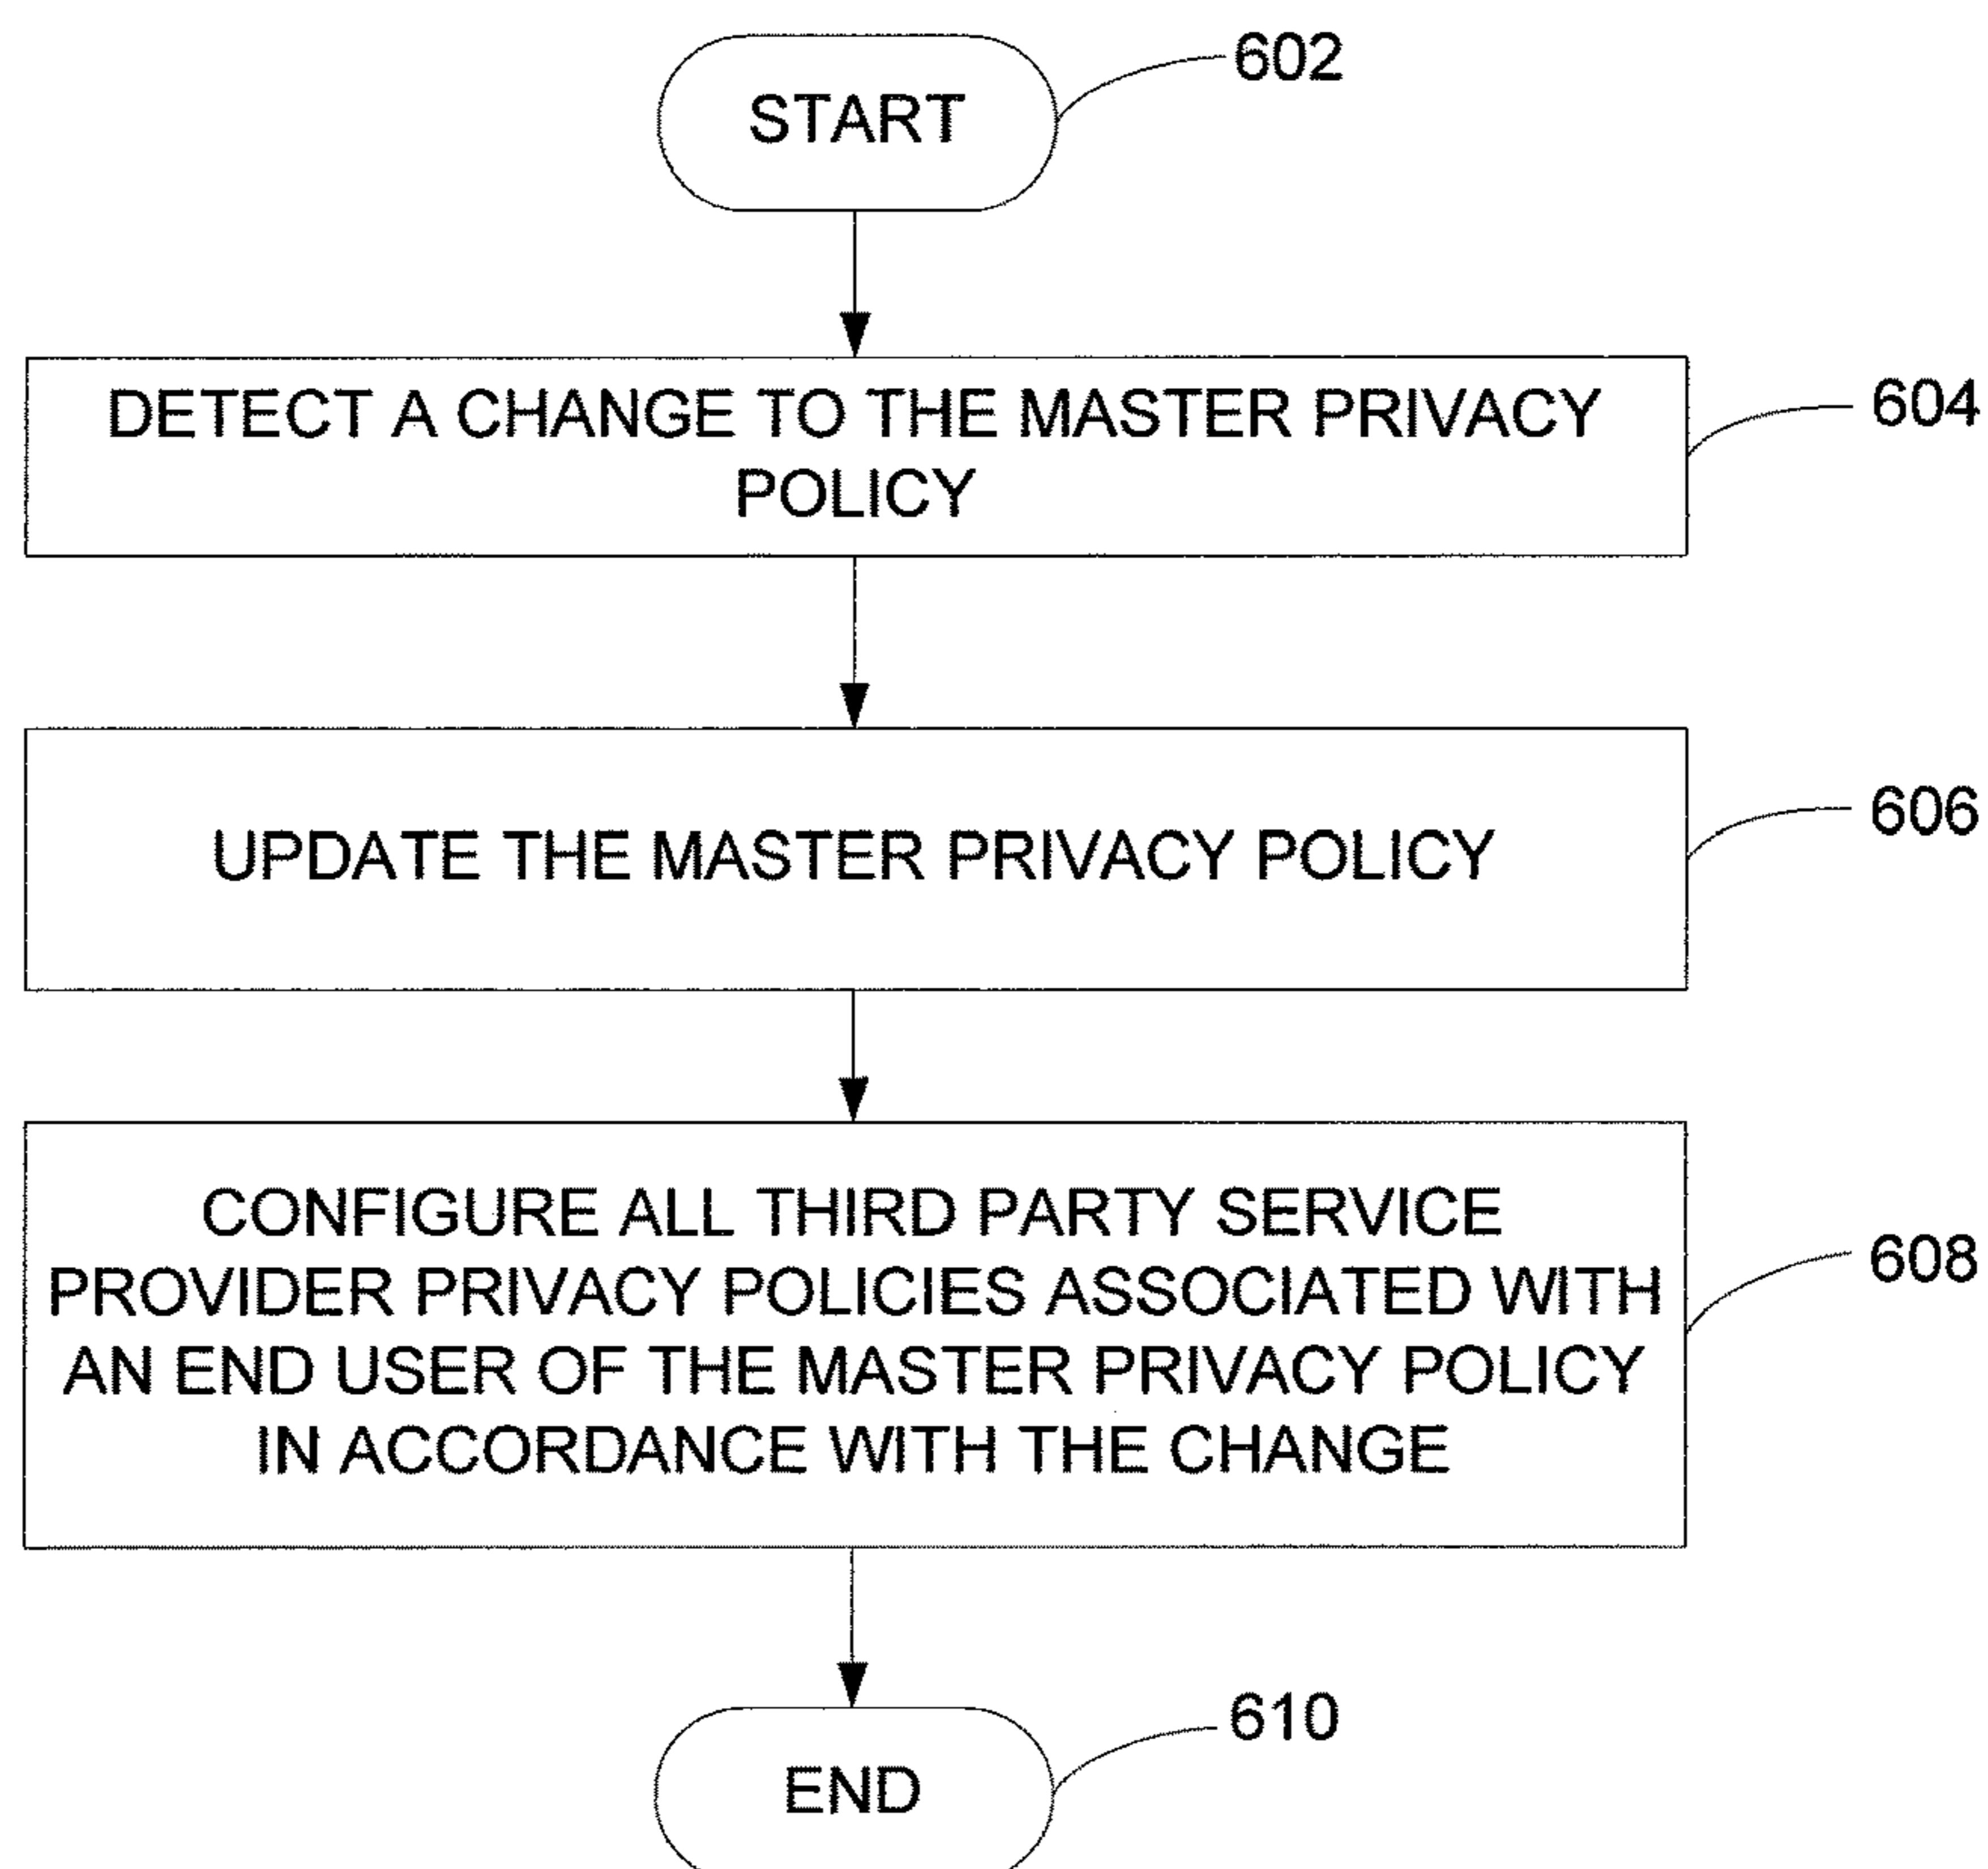 START
602
DETECT A CHANGE TO THE MASTER PRIVACY
POLICY
604
UPDATE THE MASTER PRIVACY POLICY
606
CONFIGURE ALL THIRD PARTY SERVICE
PROVIDER PRIVACY POLICIES ASSOCIATED WITH
AN END USER OF THE MASTER PRIVACY POLICY
IN ACCORDANCE WITH THE CHANGE
608
END
610